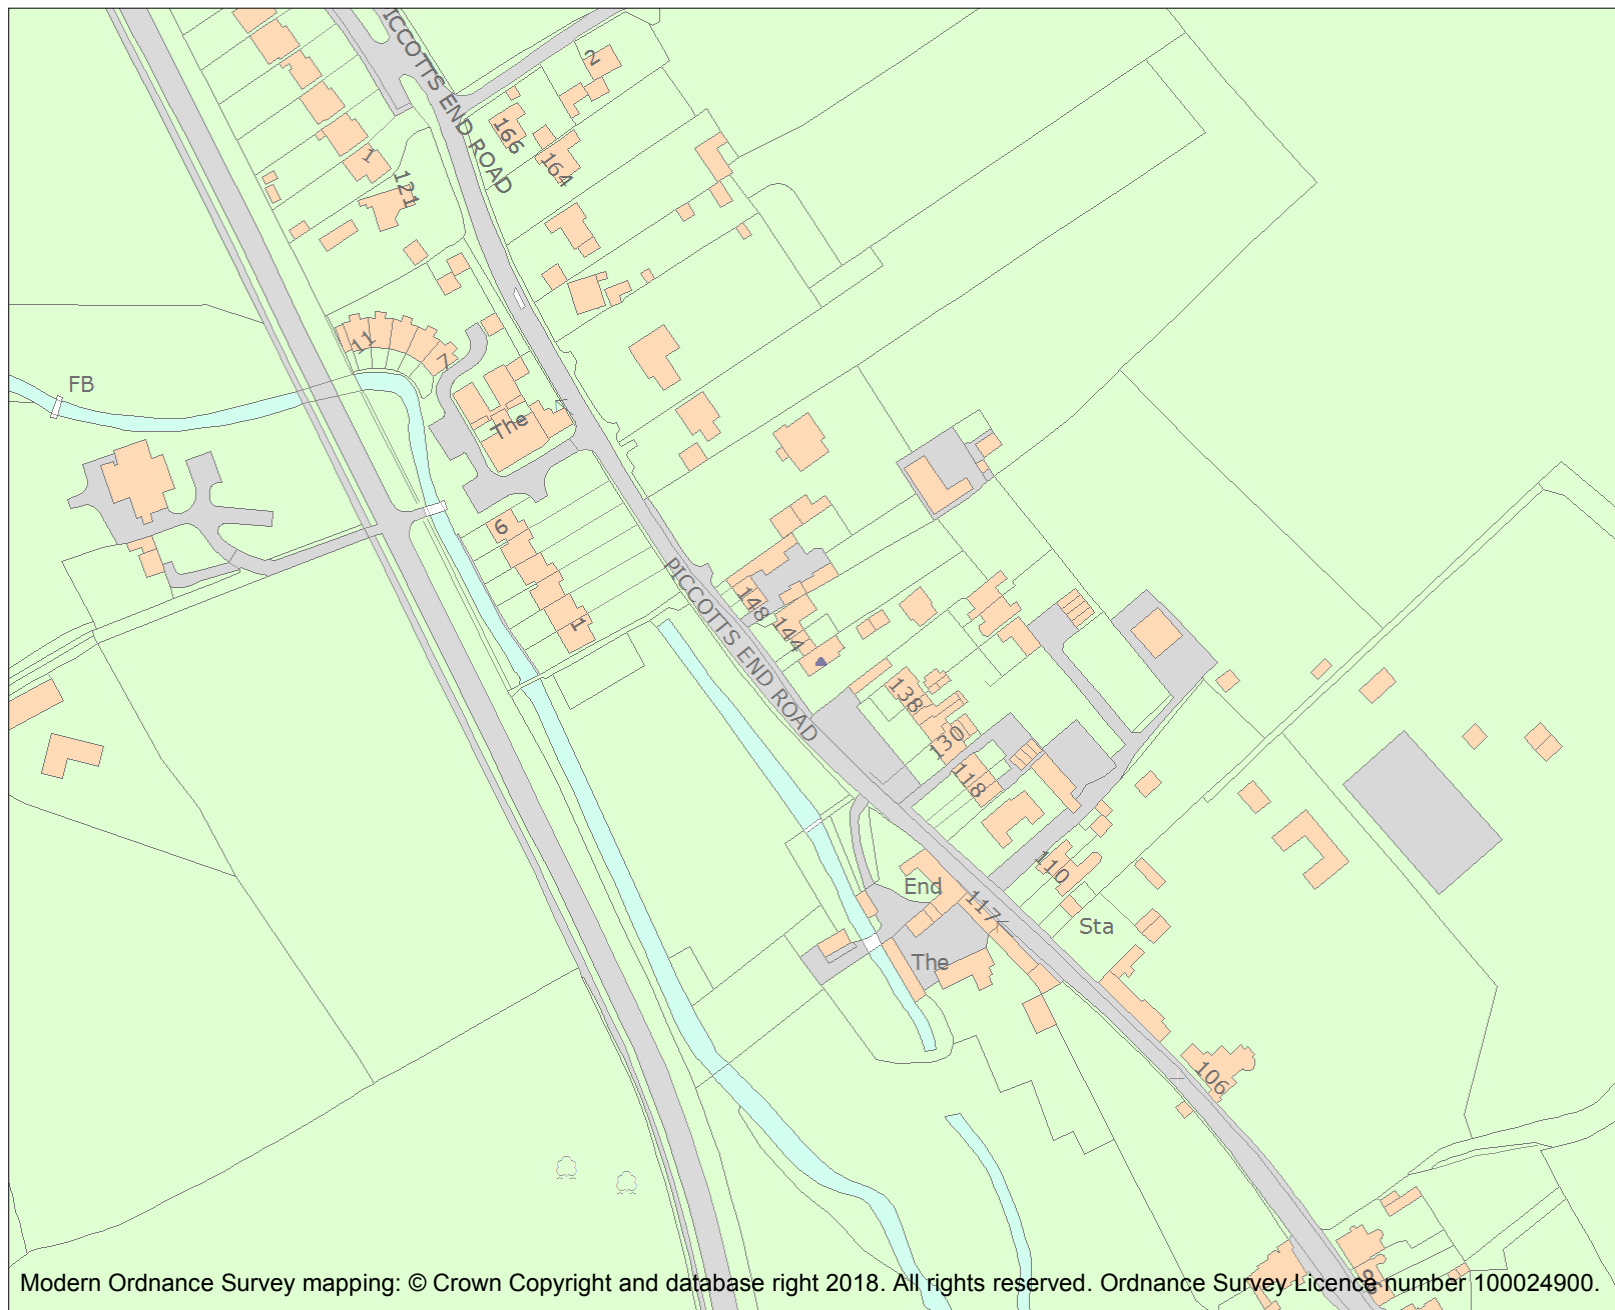 PICCOTTS END ROAD
2
166
164
1
121
FB
11
7
The
6
1
PICCOTTS END ROAD
148
144
138
130
118
110
End
117
Sta
The
106
Modern Ordnance Survey mapping: © Crown Copyright and database right 2018. All rights reserved. Ordnance Survey Licence number 100024900.